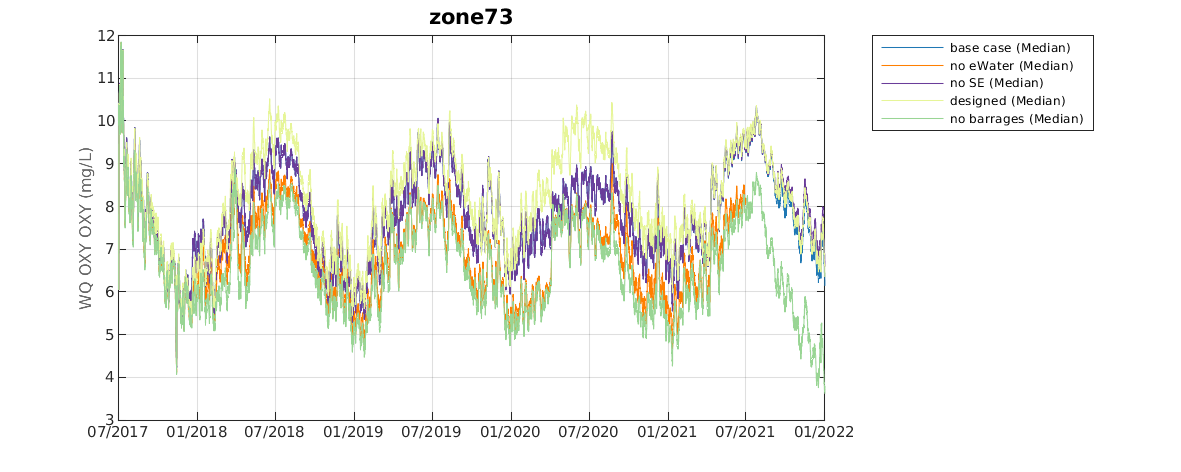 zone73
WQ OXY OXY (mg/L)
12
11
10
9
8
7
6
5
4
3
07/2017 01/2018 07/2018 01/2019 07/2019 01/2020 07/2020 01/2021 07/2021 01/2022
base case (Median)
no eWater (Median)
no SE (Median)
designed (Median)
no barrages (Median)